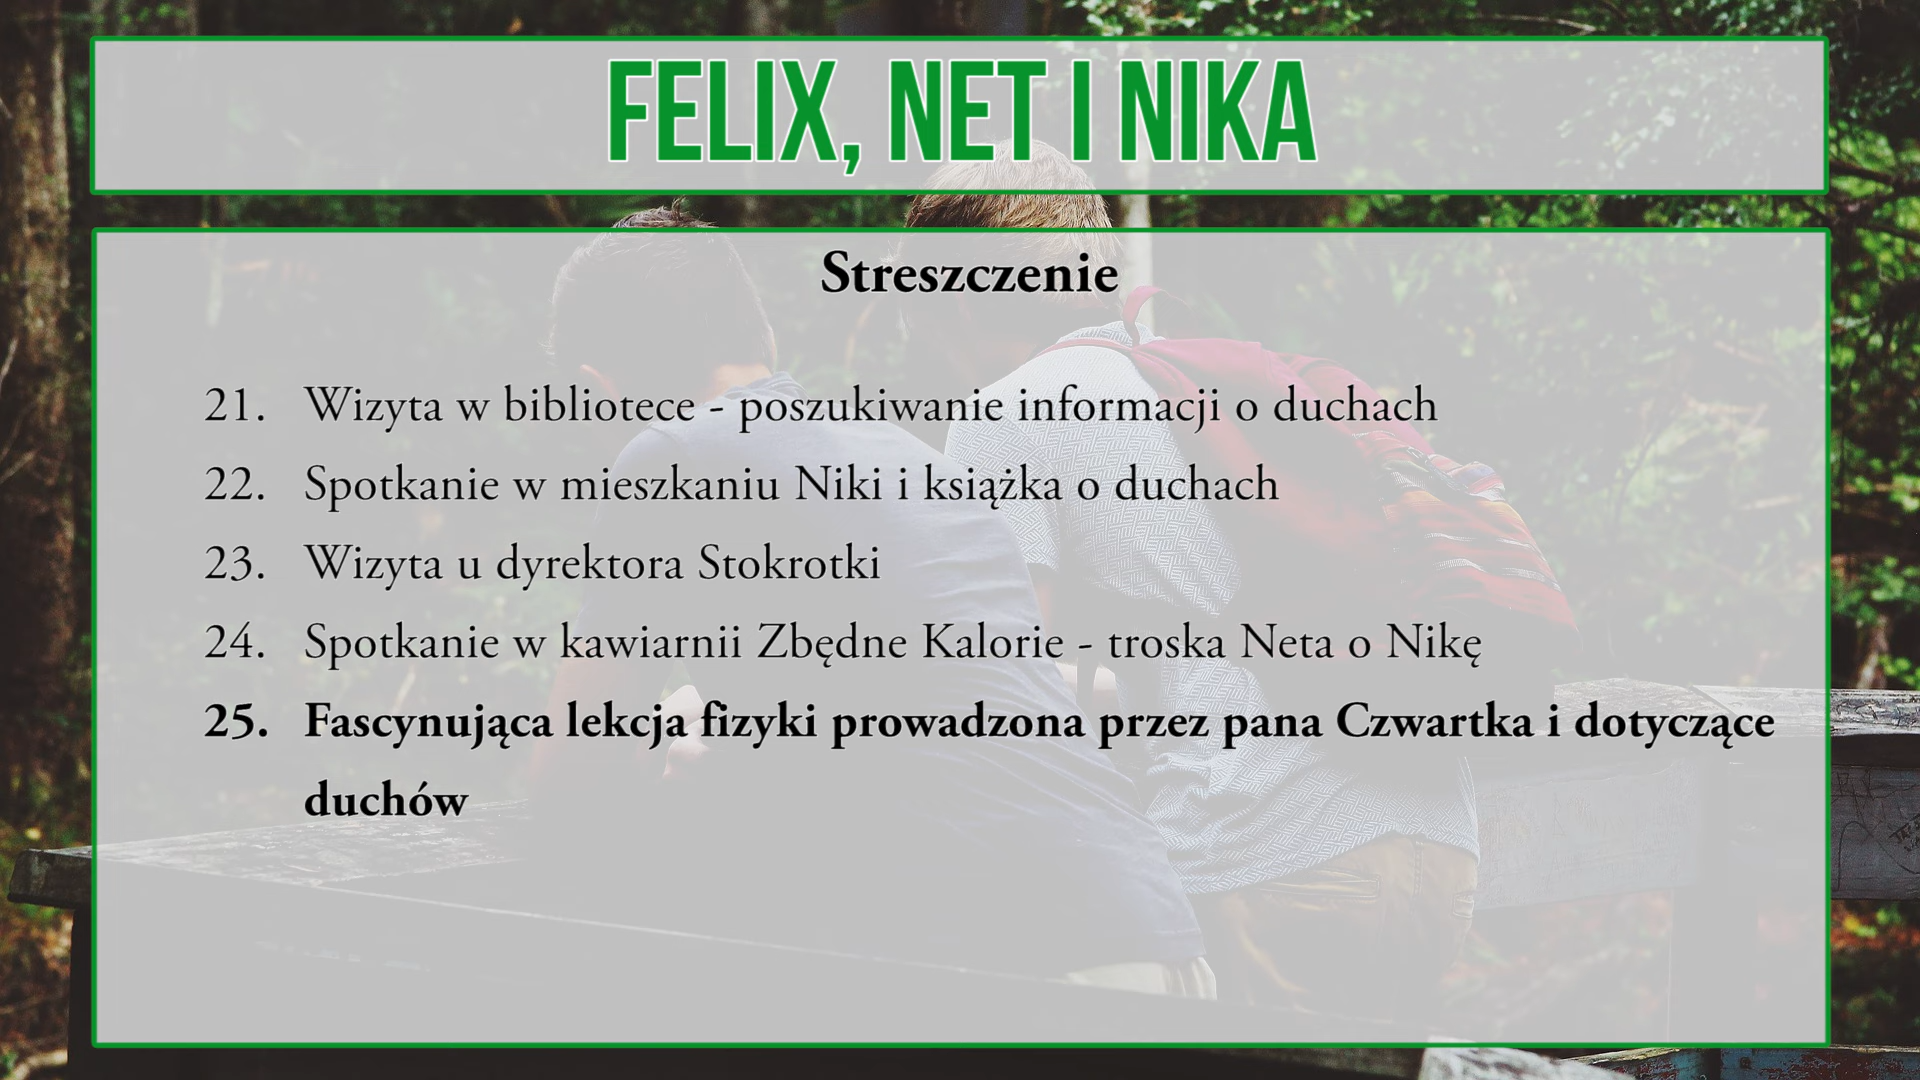 FELIX, NET I NIKA
Streszczenie
21. Wizyta w bibliotece - poszukiwanie informacji o duchach
22. Spotkanie w mieszkaniu Niki i książka o duchach
23. Wizyta u dyrektora Stokrotki
24. Spotkanie w kawiarnii Zbędne Kalorie - troska Neta o Nikę
25. Fascynująca lekcja fizyki prowadzona przez pana Czwartka i dotyczące
duchów